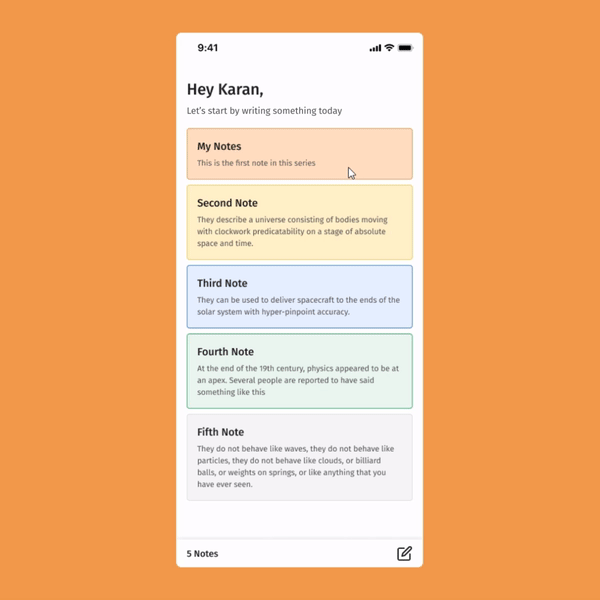 9:41
Hey Karan,
Let's start by writing something today
My Notes
This is the first note in this series
Second Note
They describe a universe consisting of bodies moving
with clockwork predicatability on a stage of absolute
space and time.
Third Note
They can be used to deliver spacecraft to the ends of the
solar system with hyper-pinpoint accuracy.
Fourth Note
At the end of the 19th century, physics appeared to be at
an apex. Several people are reported to have said
something like this
Fifth Note
They do not behave like waves, they do not behave like
particles, they do not behave like clouds, or billiard
balls, or weights on springs, or like anything that you
have ever seen.
5 Notes